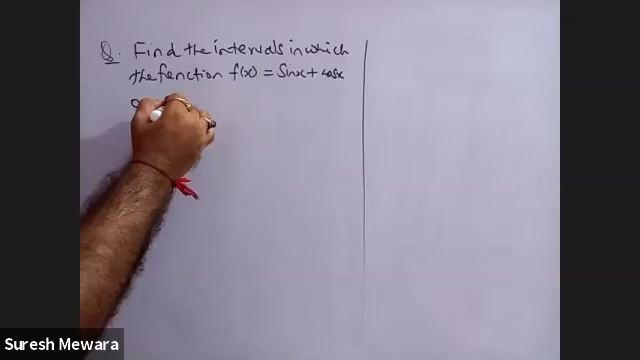 Q. Find the intervals in which
the fenction f(x) = Sinx + cosx
Suresh Mewara